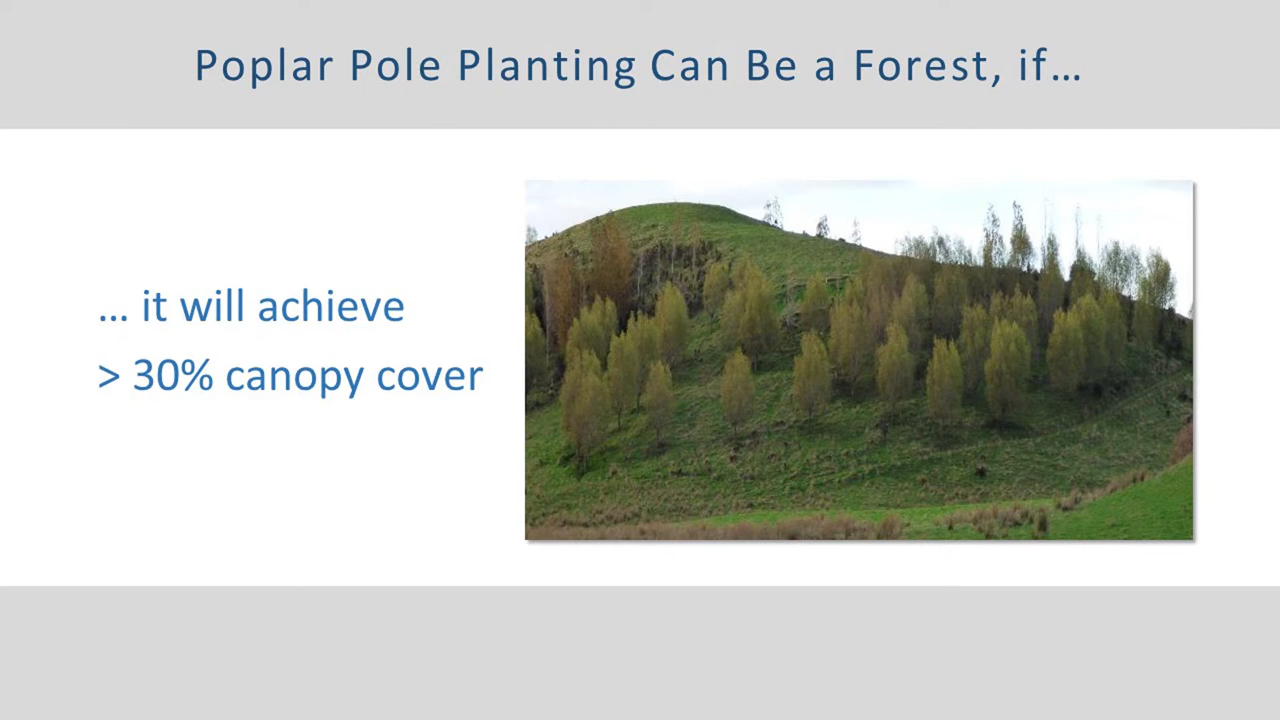 Poplar Pole Planting Can Be a Forest, if…
… it will achieve
> 30% canopy cover